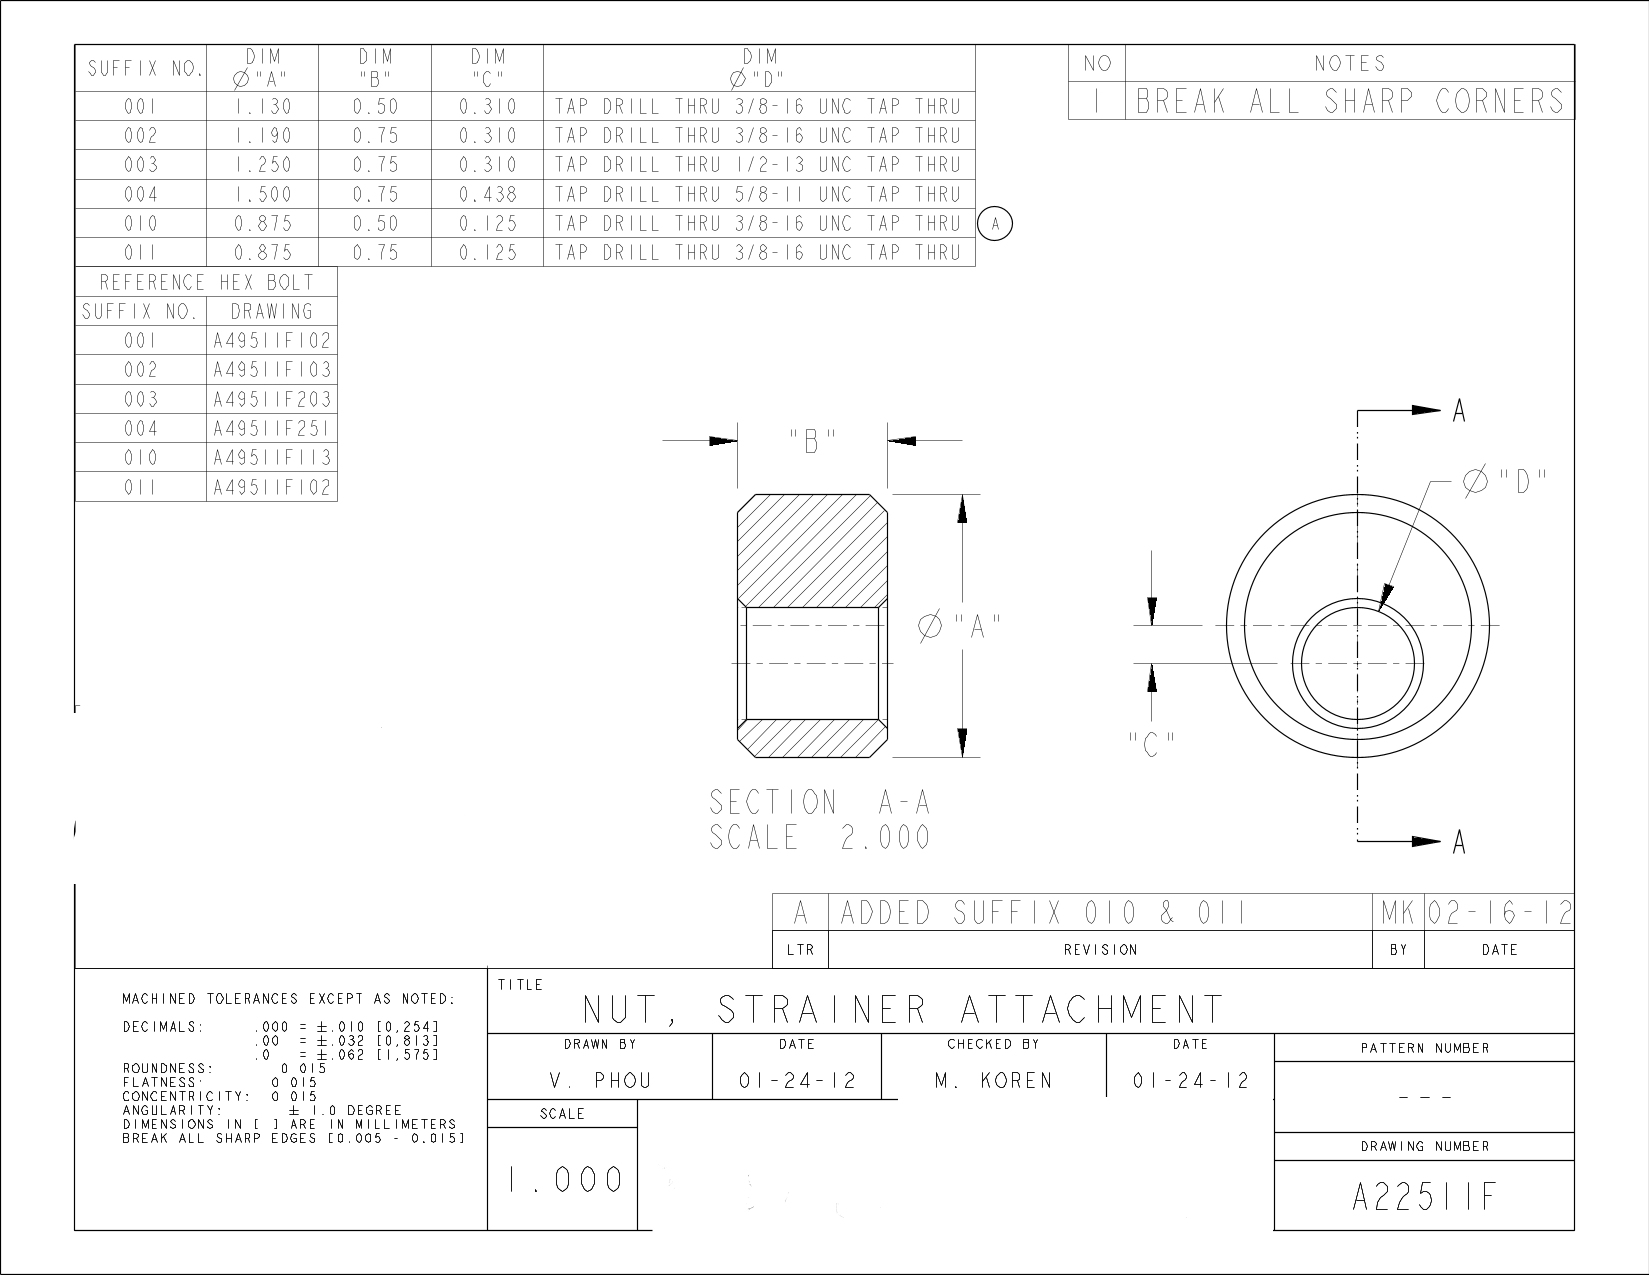 SUFFIX NO. DIM Ø"A" DIM "B" DIM "C" DIM Ø"D"
001 1.130 0.50 0.310 TAP DRILL THRU 3/8-16 UNC TAP THRU
002 1.190 0.75 0.310 TAP DRILL THRU 3/8-16 UNC TAP THRU
003 1.250 0.75 0.310 TAP DRILL THRU 1/2-13 UNC TAP THRU
004 1.500 0.75 0.438 TAP DRILL THRU 5/8-11 UNC TAP THRU
010 0.875 0.50 0.125 TAP DRILL THRU 3/8-16 UNC TAP THRU A
011 0.875 0.75 0.125 TAP DRILL THRU 3/8-16 UNC TAP THRU
NO NOTES
1 BREAK ALL SHARP CORNERS
REFERENCE HEX BOLT
SUFFIX NO. DRAWING
001 A49511F102
002 A49511F103
003 A49511F203
004 A49511F251
010 A49511F113
011 A49511F102
"B"
Ø"A"
SECTION A-A
SCALE 2.000
A
Ø"D"
"C"
A
A ADDED SUFFIX 010 & 011 MK 02-16-12
LTR REVISION BY DATE
MACHINED TOLERANCES EXCEPT AS NOTED:
DECIMALS: .000 = ±.010 [0,254]
.00 = ±.032 [0,813]
.0 = ±.062 [1,575]
ROUNDNESS: 0 015
FLATNESS: 0 015
CONCENTRICITY: 0 015
ANGULARITY: ± 1.0 DEGREE
DIMENSIONS IN [ ] ARE IN MILLIMETERS
BREAK ALL SHARP EDGES [0.005 - 0.015]
TITLE
NUT, STRAINER ATTACHMENT
DRAWN BY DATE CHECKED BY DATE
V. PHOU 01-24-12 M. KOREN 01-24-12
SCALE
1.000
PATTERN NUMBER
---
DRAWING NUMBER
A22511F